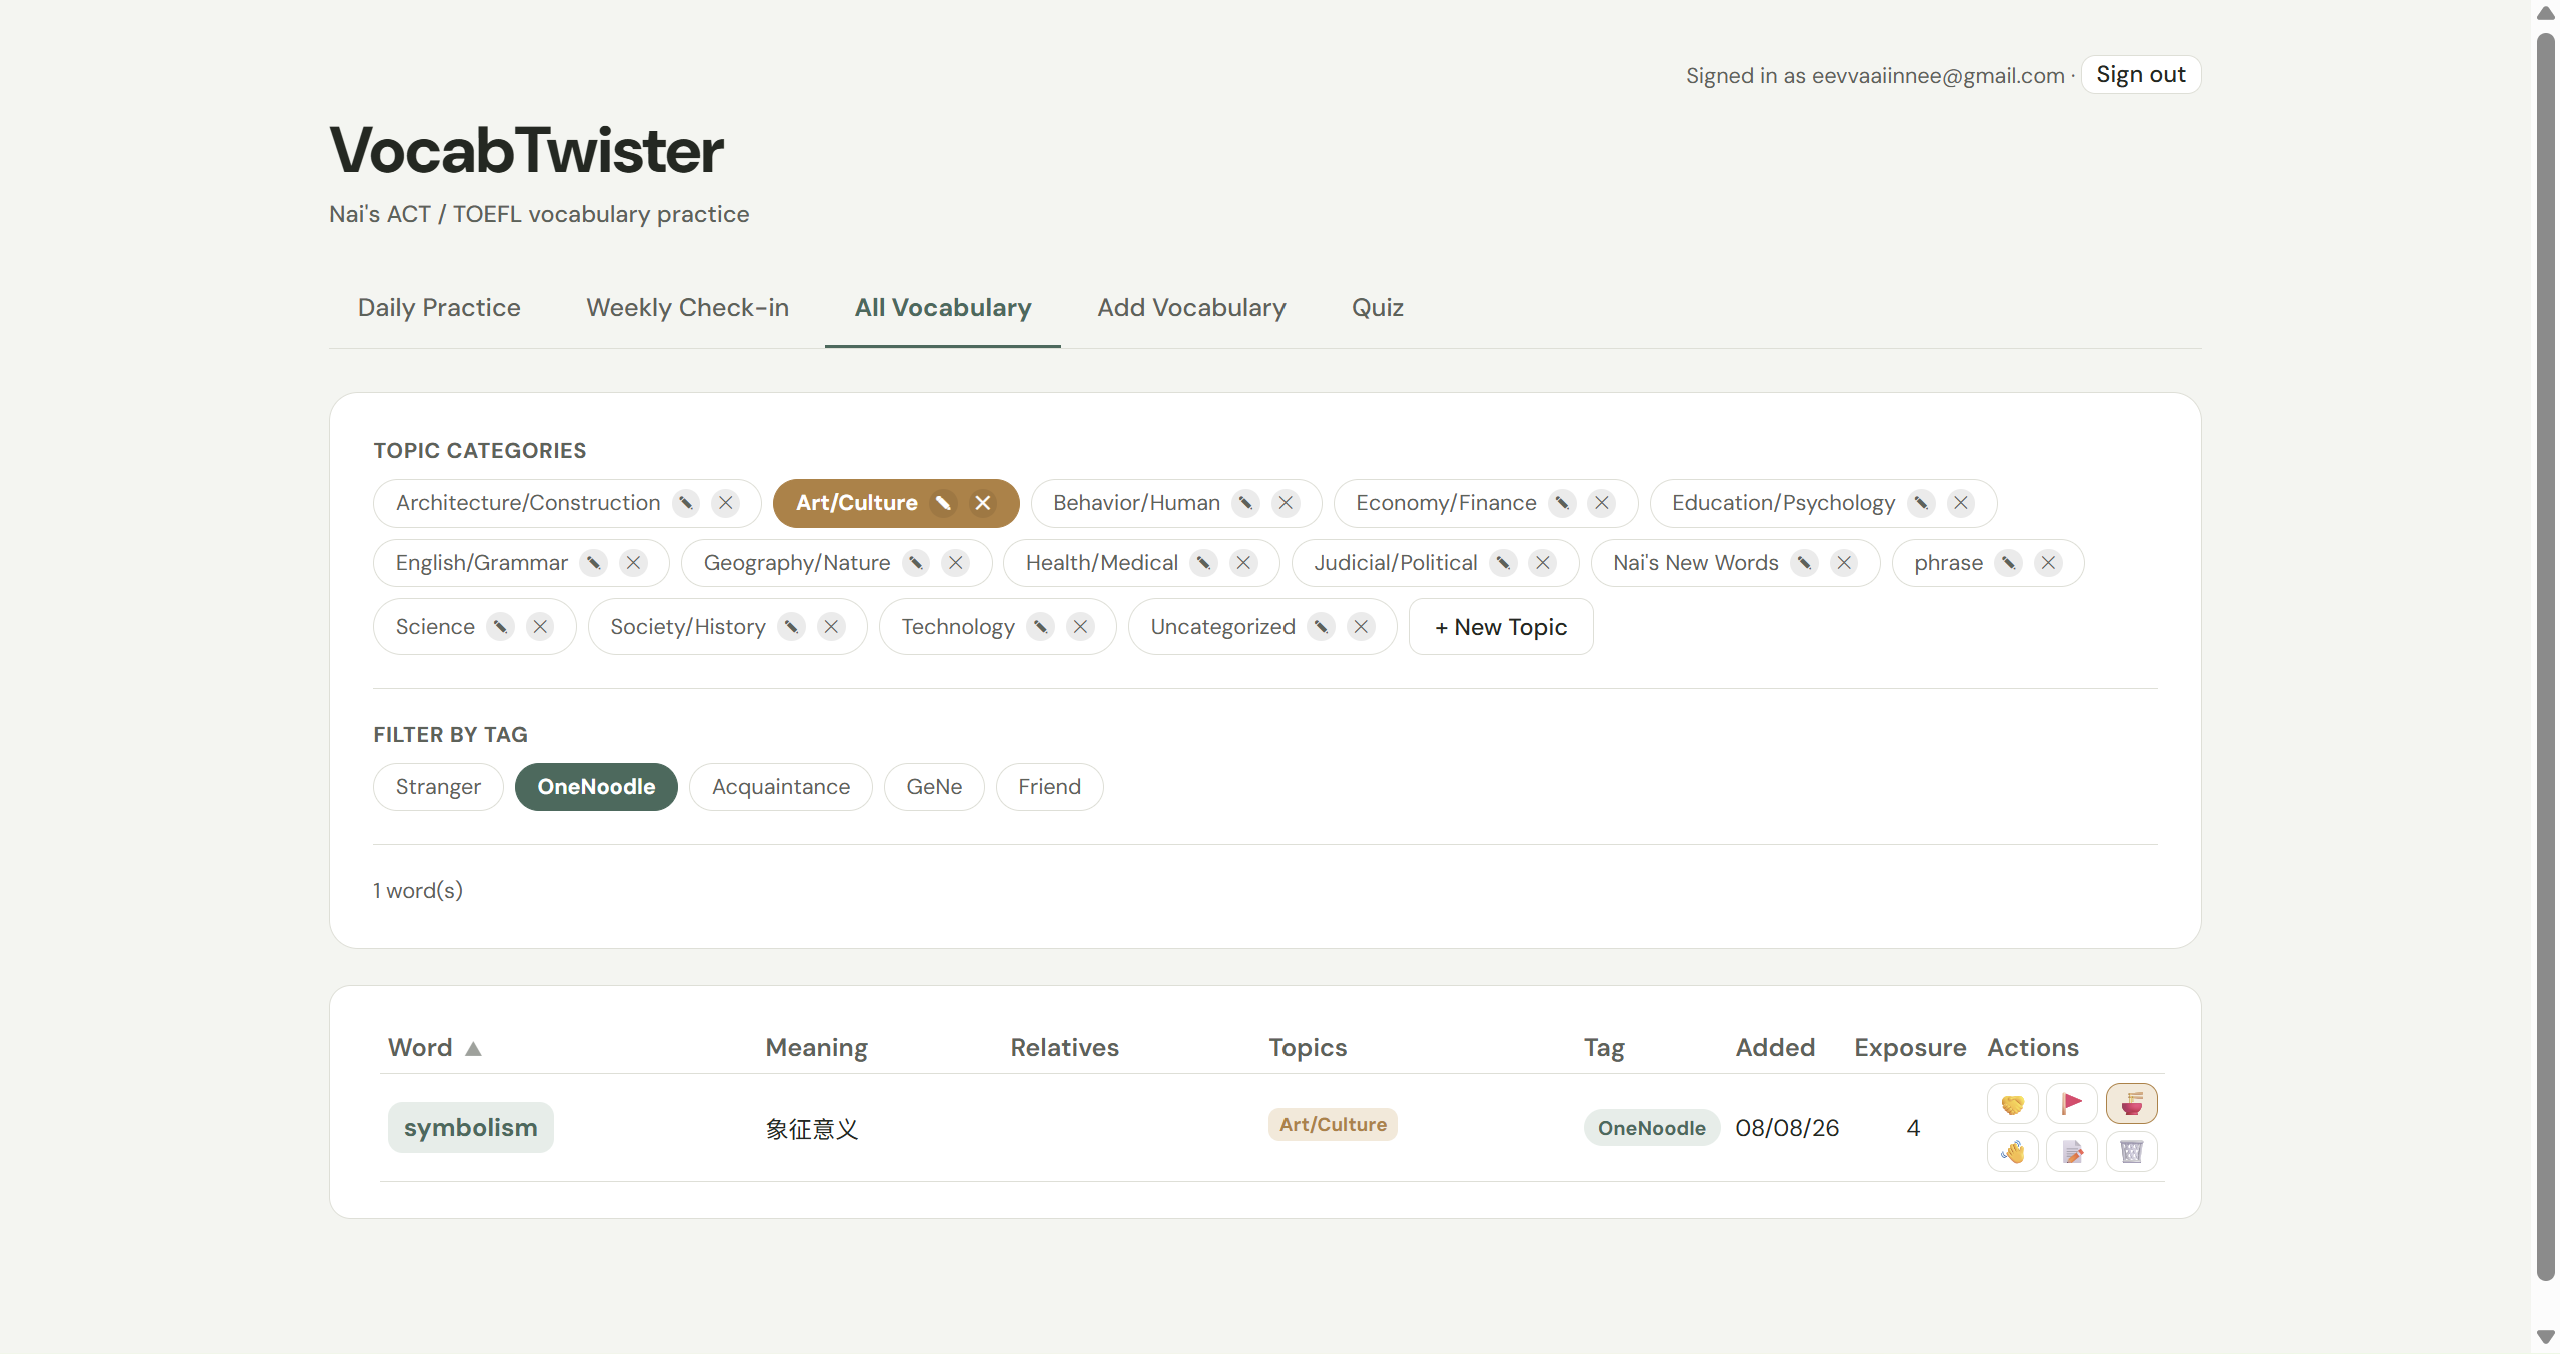 Signed in as eevvaaiinnee@gmail.com · Sign out
VocabTwister
Nai's ACT / TOEFL vocabulary practice
Daily Practice Weekly Check-in All Vocabulary Add Vocabulary Quiz
TOPIC CATEGORIES
Architecture/Construction Art/Culture Behavior/Human Economy/Finance Education/Psychology
English/Grammar Geography/Nature Health/Medical Judicial/Political Nai's New Words phrase
Science Society/History Technology Uncategorized + New Topic
FILTER BY TAG
Stranger OneNoodle Acquaintance GeNe Friend
1 word(s)
Word ▲ Meaning Relatives Topics Tag Added Exposure Actions
symbolism 象征意义 Art/Culture OneNoodle 08/08/26 4